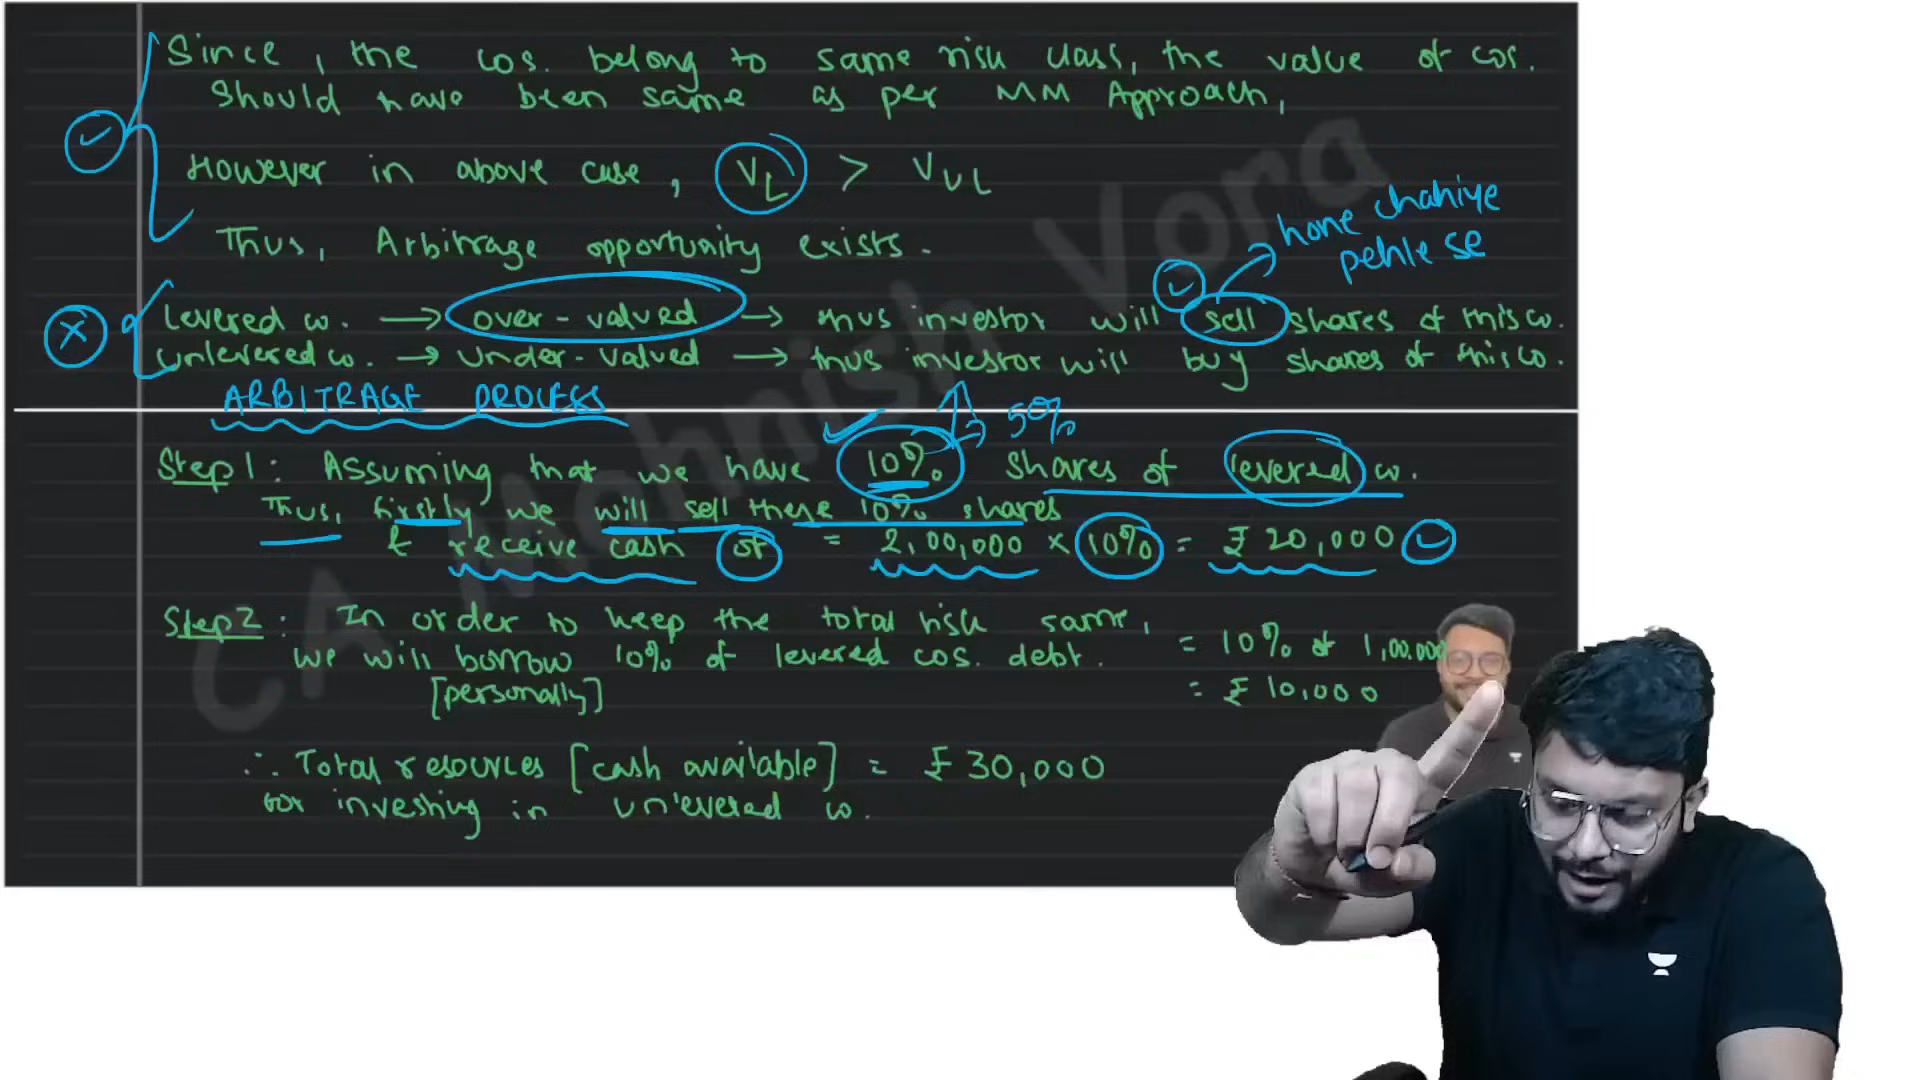 Since, the cos. belong to same risk class, the value of cos.
Should have been same as per MM Approach,
However in above case, VL > VUL
Thus, Arbitrage opportunity exists.
hone chahiye
pehle se
Levered co. → over-valued → thus investor will sell shares of this co.
Unlevered co. → under-valued → thus investor will buy shares of this co.
ARBITRAGE PROCESS
50%
Step 1: Assuming that we have 10% shares of levered co.
Thus, firstly we will sell these 10% shares
& receive cash of = 2,00,000 × 10% = ₹ 20,000
Step 2: In order to keep the total risk same,
we will borrow 10% of levered cos. debt.
[personally]
= 10% of 1,00,000
= ₹ 10,000
∴ Total resources [cash available] = ₹ 30,000
for investing in unlevered co.
CA Mohnish Vora